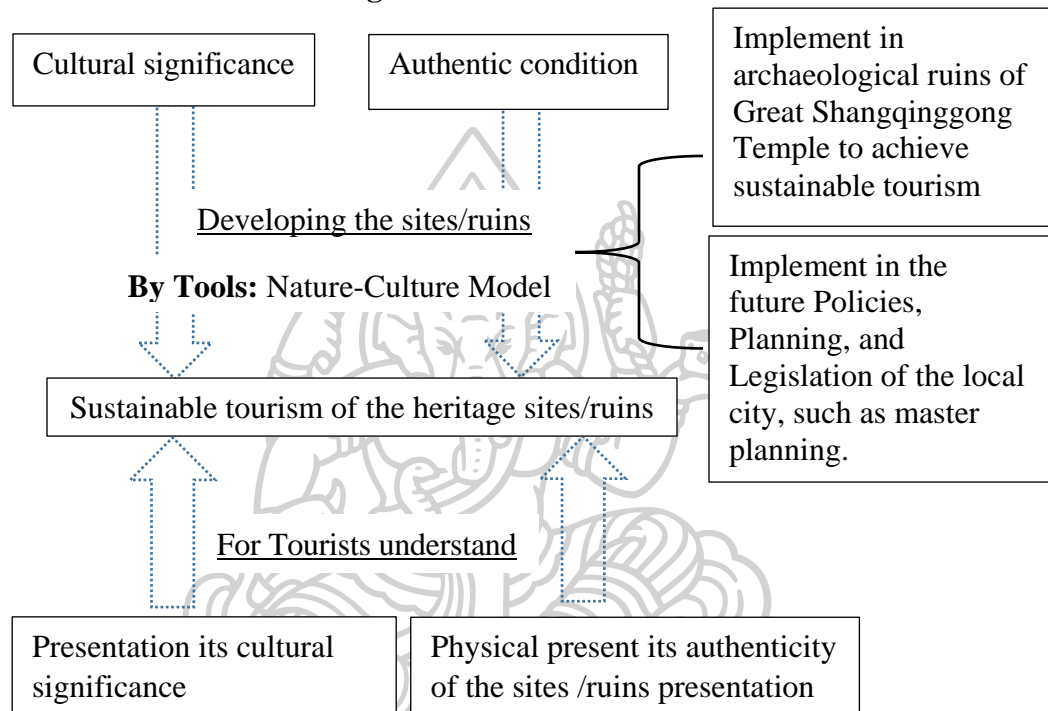 Cultural significance
Authentic condition
Implement in
archaeological ruins of
Great Shangqinggong
Temple to achieve
sustainable tourism
Developing the sites/ruins
By Tools: Nature-Culture Model
Implement in the
future Policies,
Planning, and
Legislation of the local
city, such as master
planning.
Sustainable tourism of the heritage sites/ruins
For Tourists understand
Presentation its cultural
significance
Physical present its authenticity
of the sites /ruins presentation